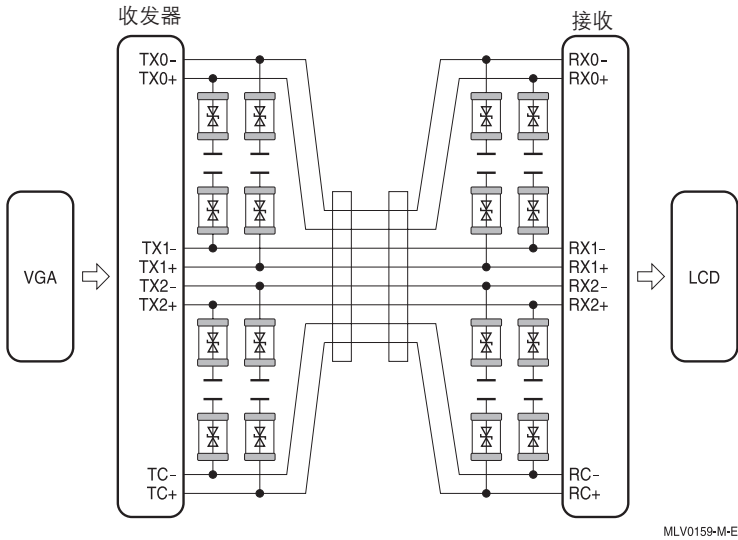 收发器
接收
TX0-
TX0+
RX0-
RX0+
TX1-
TX1+
TX2-
TX2+
RX1-
RX1+
RX2-
RX2+
VGA
LCD
TC-
TC+
RC-
RC+
MLV0159-M-E